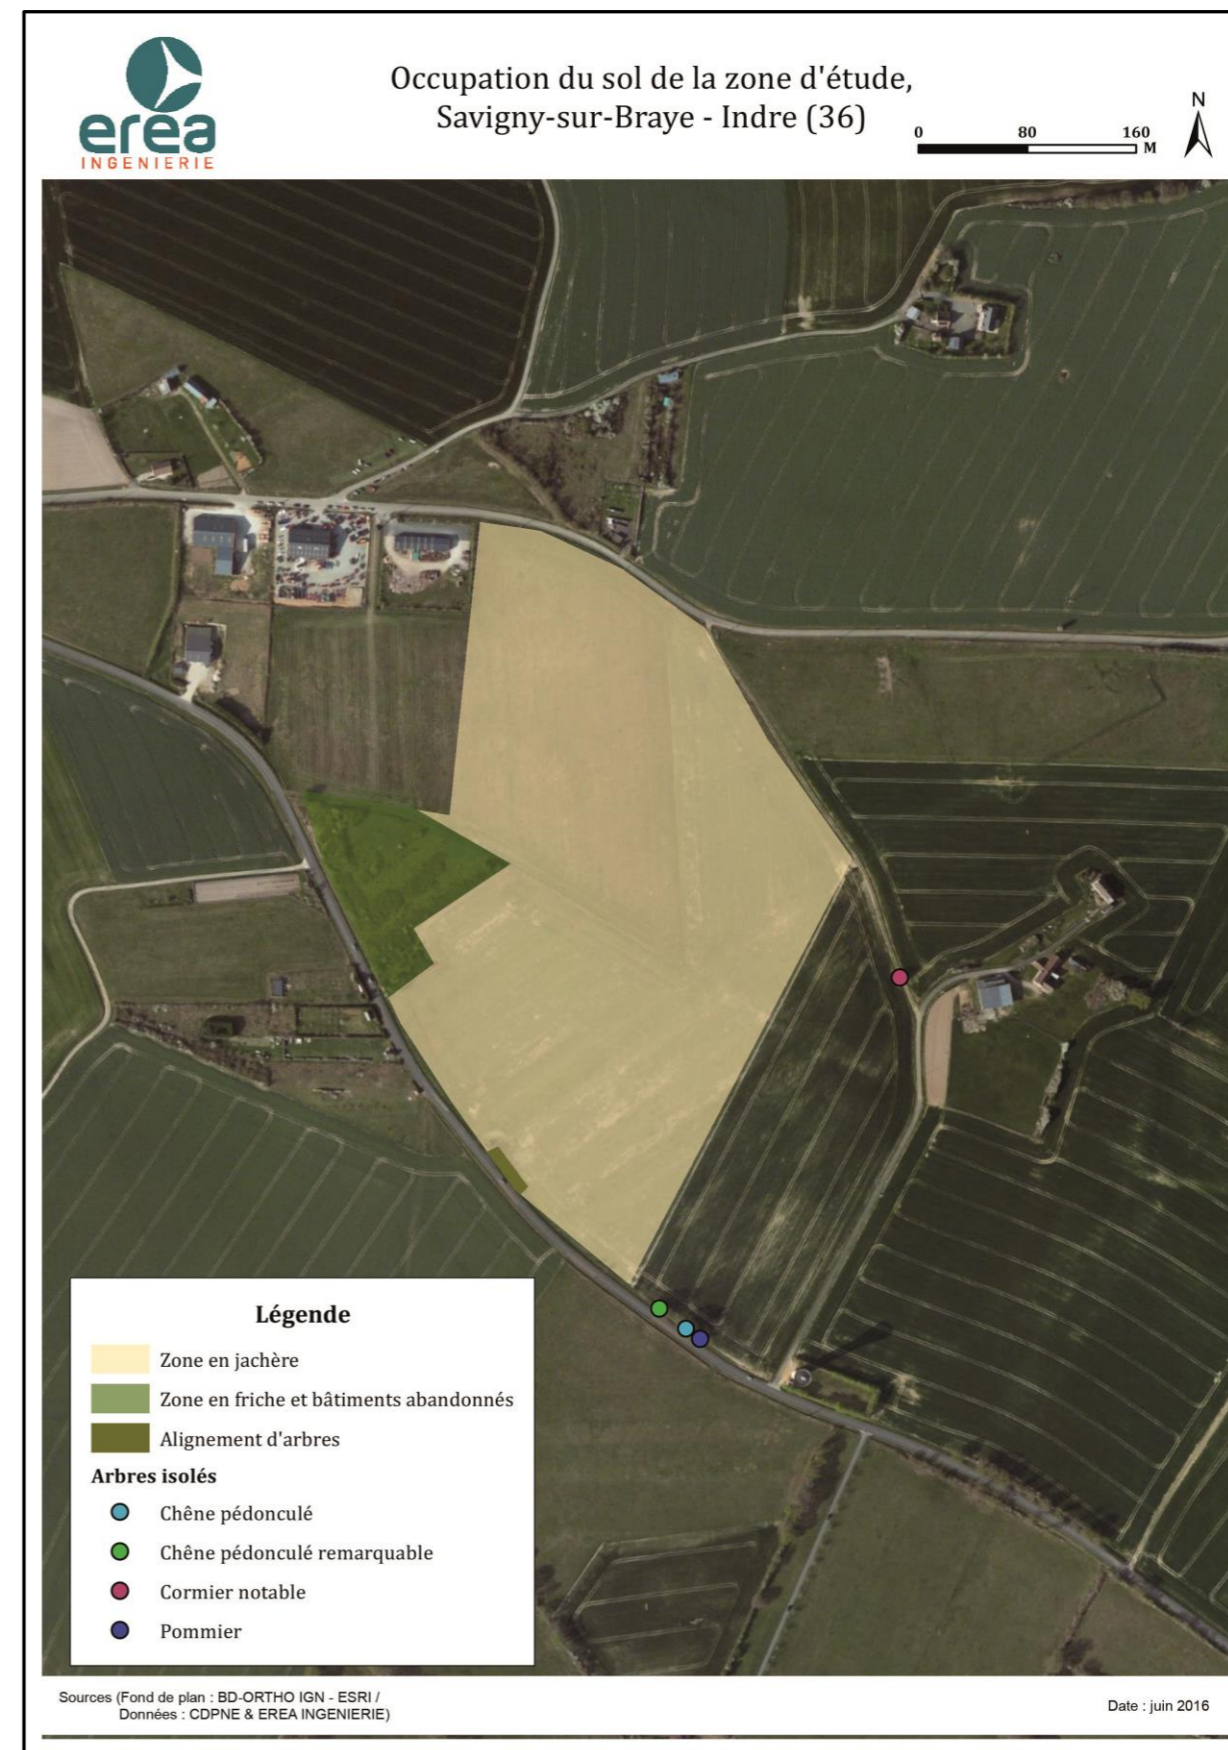 erea
INGENIERIE
Occupation du sol de la zone d'étude,
Savigny-sur-Braye - Indre (36)
0 80 160
M
N
Légende
Zone en jachère
Zone en friche et bâtiments abandonnés
Alignement d'arbres
Arbres isolés
Chêne pédonculé
Chêne pédonculé remarquable
Cormier notable
Pommier
Sources (Fond de plan : BD-ORTHO IGN - ESRI /
Données : CDPNE & EREA INGENIERIE)
Date : juin 2016